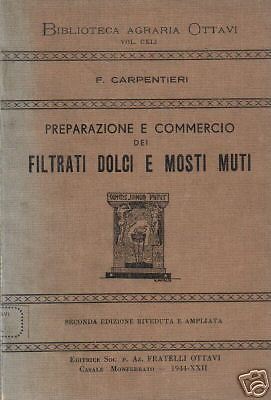 BIBLIOTECA AGRARIA OTTAVI
VOL. CXLI
F. CARPENTIERI
PREPARAZIONE E COMMERCIO
DEI
FILTRATI DOLCI E MOSTI MUTI
SECONDA EDIZIONE RIVEDUTA E AMPLIATA
EDITRICE SOC. P. AZ. FRATELLI OTTAVI
CASALE MONFERRATO - 1944-XXII